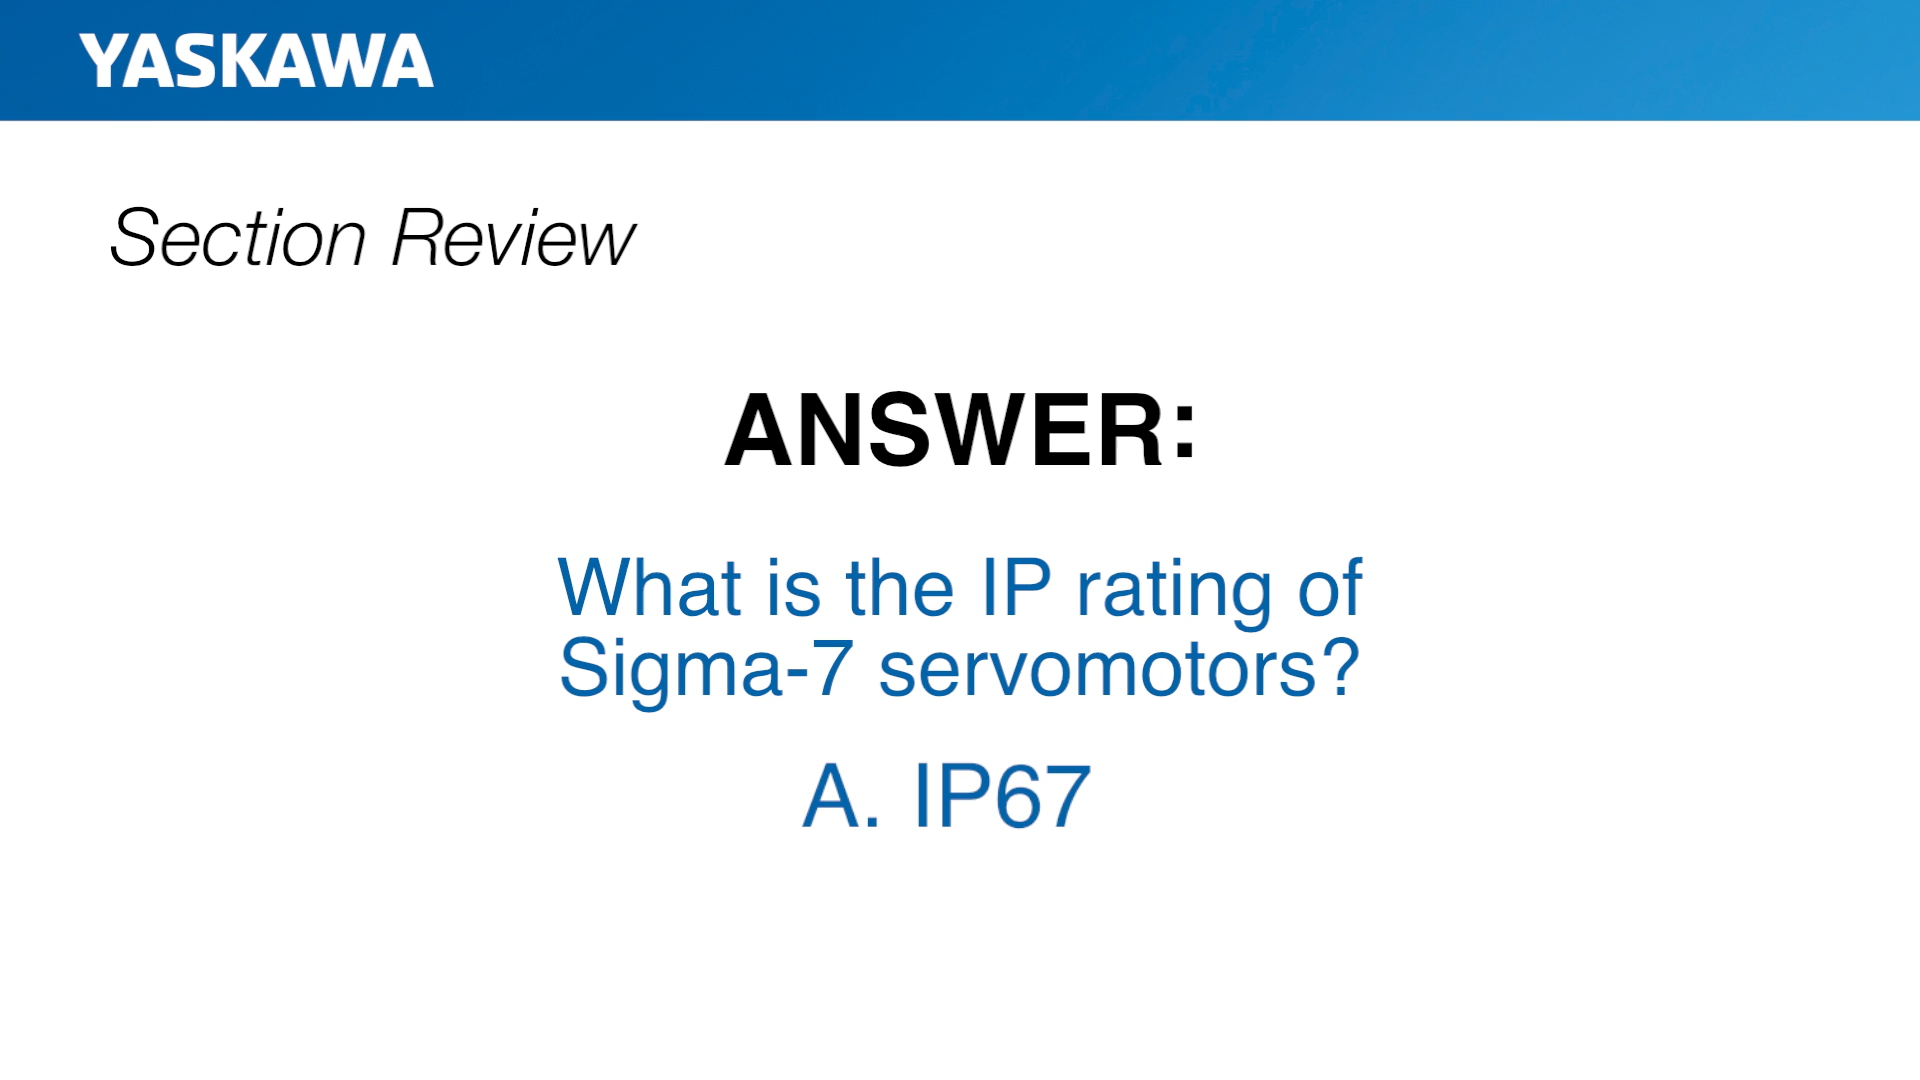 YASKAWA
Section Review
ANSWER:
What is the IP rating of
Sigma-7 servomotors?
A. IP67